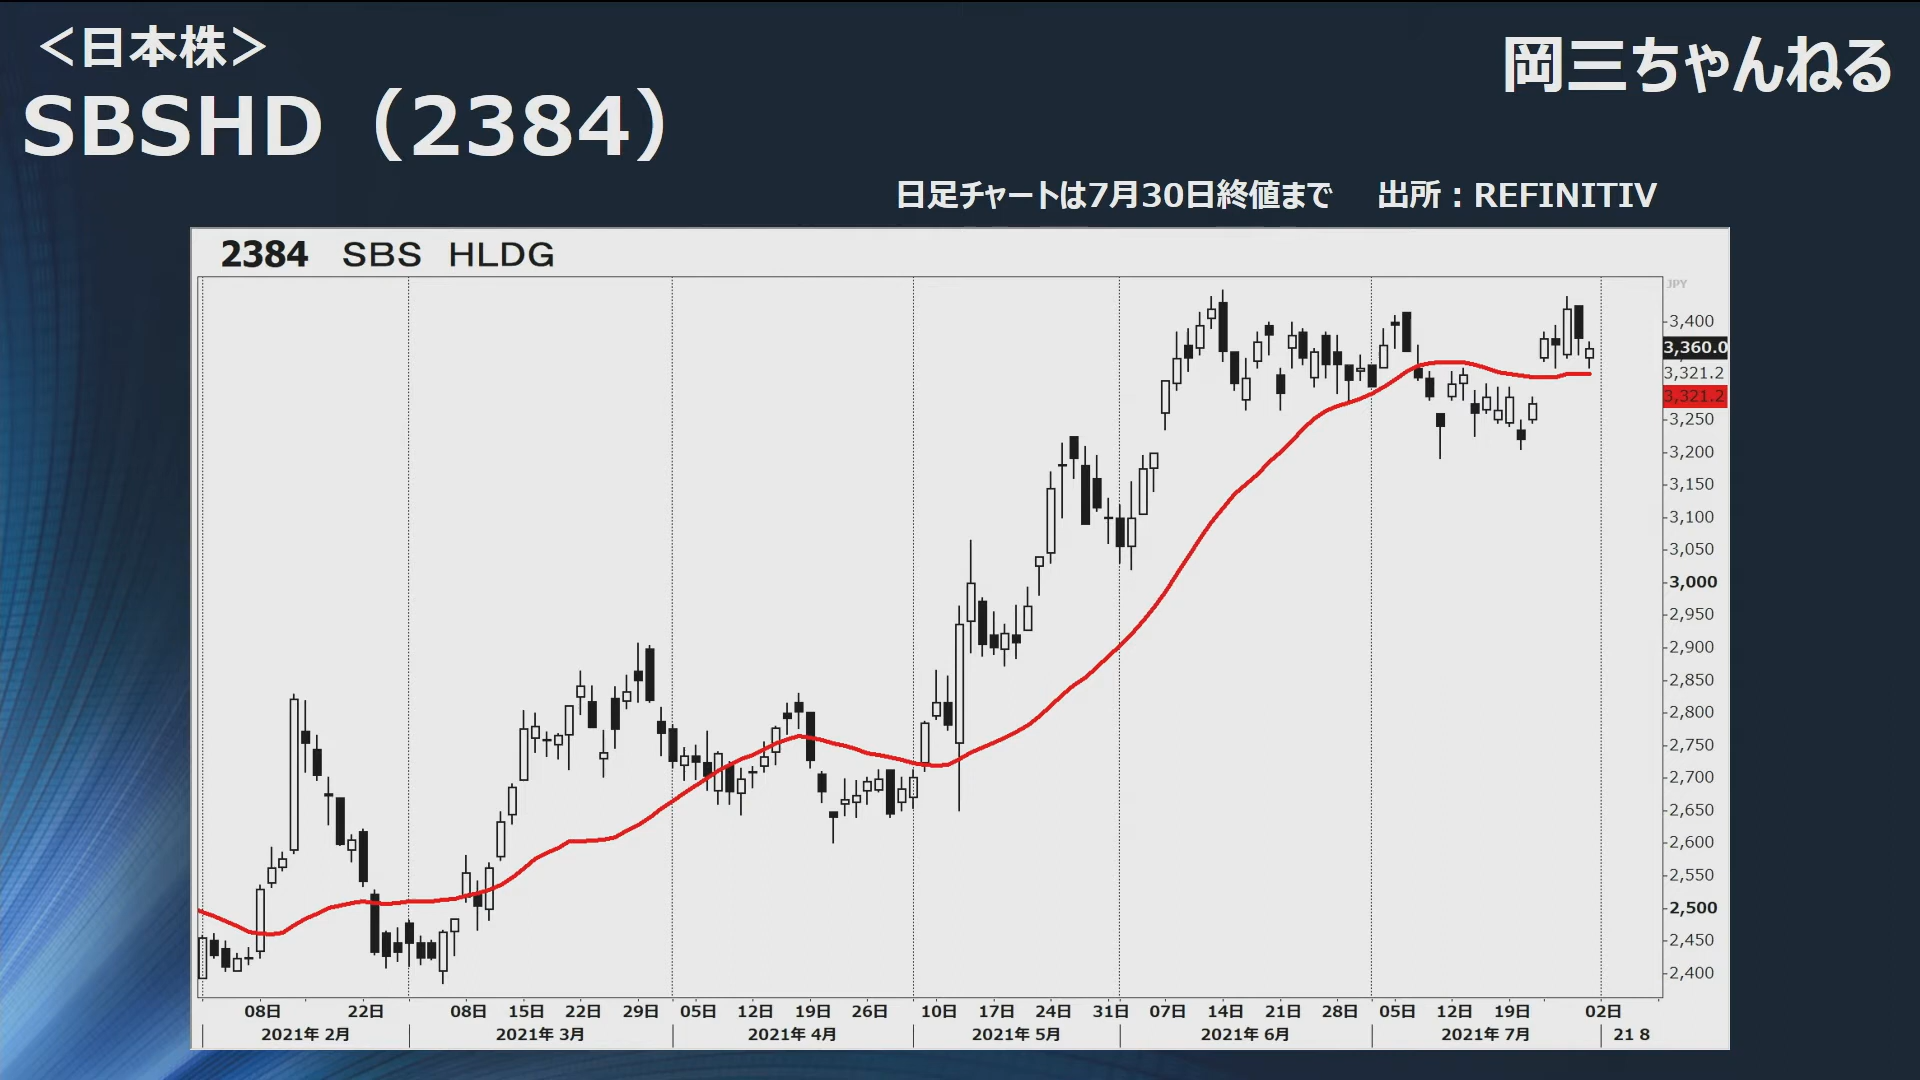 ＜日本株＞
岡三ちゃんねる
SBSHD（2384）
日足チャートは7月30日終値まで　出所：REFINITIV
2384 SBS HLDG
JPY
3,400
3,360.0
3,321.2
3,321.2
3,250
3,200
3,150
3,100
3,050
3,000
2,950
2,900
2,850
2,800
2,750
2,700
2,650
2,600
2,550
2,500
2,450
2,400
08日 22日 08日 15日 22日 29日 05日 12日 19日 26日 10日 17日 24日 31日 07日 14日 21日 28日 05日 12日 19日 02日
2021年 2月 2021年 3月 2021年 4月 2021年 5月 2021年 6月 2021年 7月 21 8